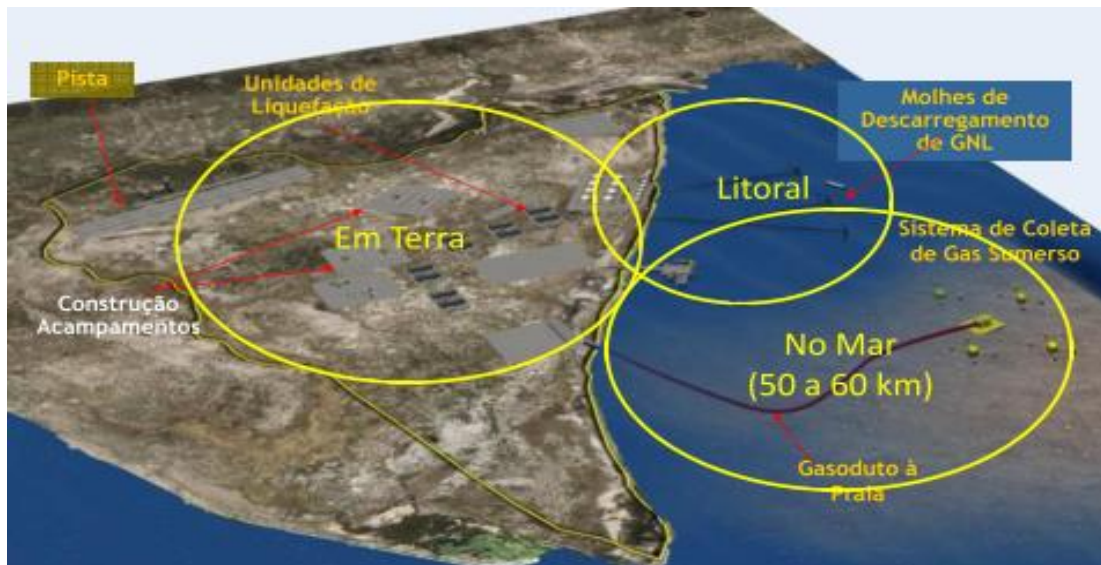 Pista
Unidades de
Liquefação
Molhes de
Descarregamento
de GNL
Litoral
Em Terra
Sistema de Coleta
de Gas Sumerso
Construção
Acampamentos
No Mar
(50 a 60 km)
Gasoduto à
Praia